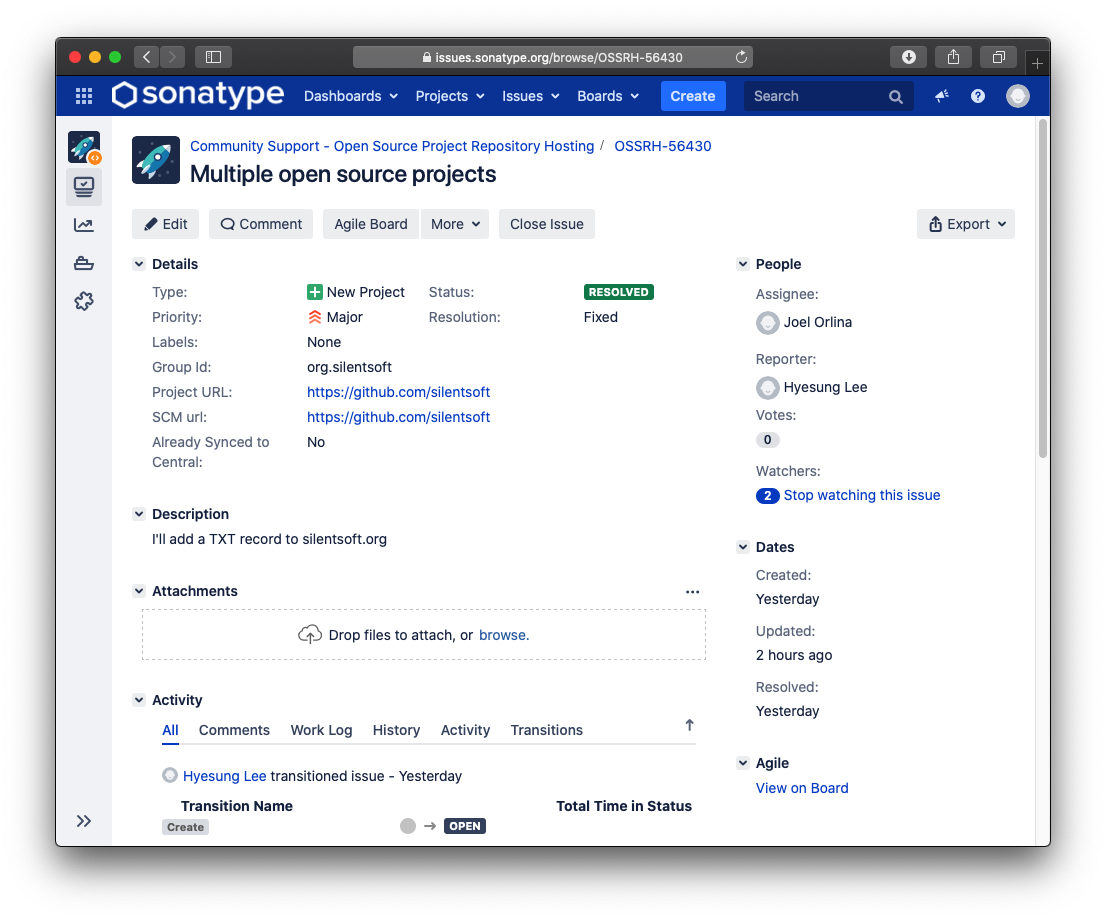 issues.sonatype.org/browse/OSSRH-56430
sonatype Dashboards Projects Issues Boards Create Search
Community Support - Open Source Project Repository Hosting / OSSRH-56430
Multiple open source projects
Edit Comment Agile Board More Close Issue Export
Details
Type: New Project Status: RESOLVED
Priority: Major Resolution: Fixed
Labels: None
Group Id: org.silentsoft
Project URL: https://github.com/silentsoft
SCM url: https://github.com/silentsoft
Already Synced to No
Central:
Description
I'll add a TXT record to silentsoft.org
Attachments
Drop files to attach, or browse.
Activity
All Comments Work Log History Activity Transitions
Hyesung Lee transitioned issue - Yesterday
Transition Name Total Time in Status
Create → OPEN
People
Assignee:
Joel Orlina
Reporter:
Hyesung Lee
Votes:
0
Watchers:
2 Stop watching this issue
Dates
Created:
Yesterday
Updated:
2 hours ago
Resolved:
Yesterday
Agile
View on Board